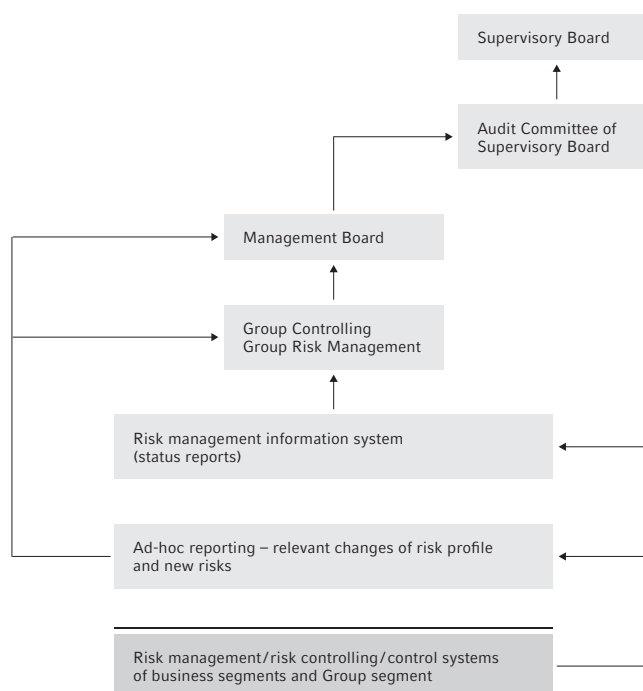 Supervisory Board
Audit Committee of
Supervisory Board
Management Board
Group Controlling
Group Risk Management
Risk management information system
(status reports)
Ad-hoc reporting – relevant changes of risk profile
and new risks
Risk management/risk controlling/control systems
of business segments and Group segment